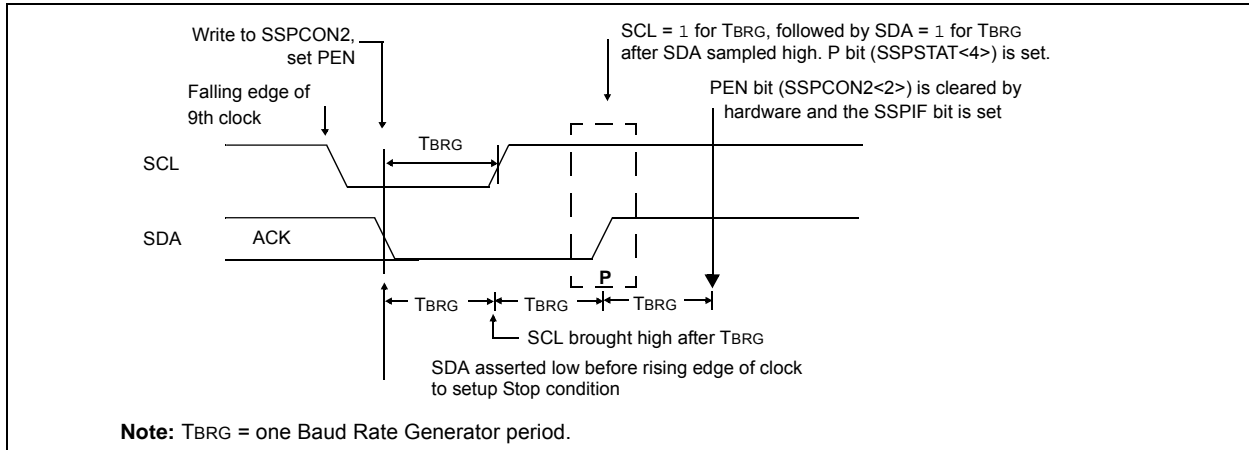 Write to SSPCON2,
set PEN
SCL = 1 for TBRG, followed by SDA = 1 for TBRG
after SDA sampled high. P bit (SSPSTAT<4>) is set.
Falling edge of
9th clock
PEN bit (SSPCON2<2>) is cleared by
hardware and the SSPIF bit is set
TBRG
SCL
SDA
ACK
P
TBRG
TBRG
TBRG
SCL brought high after TBRG
SDA asserted low before rising edge of clock
to setup Stop condition
Note: TBRG = one Baud Rate Generator period.